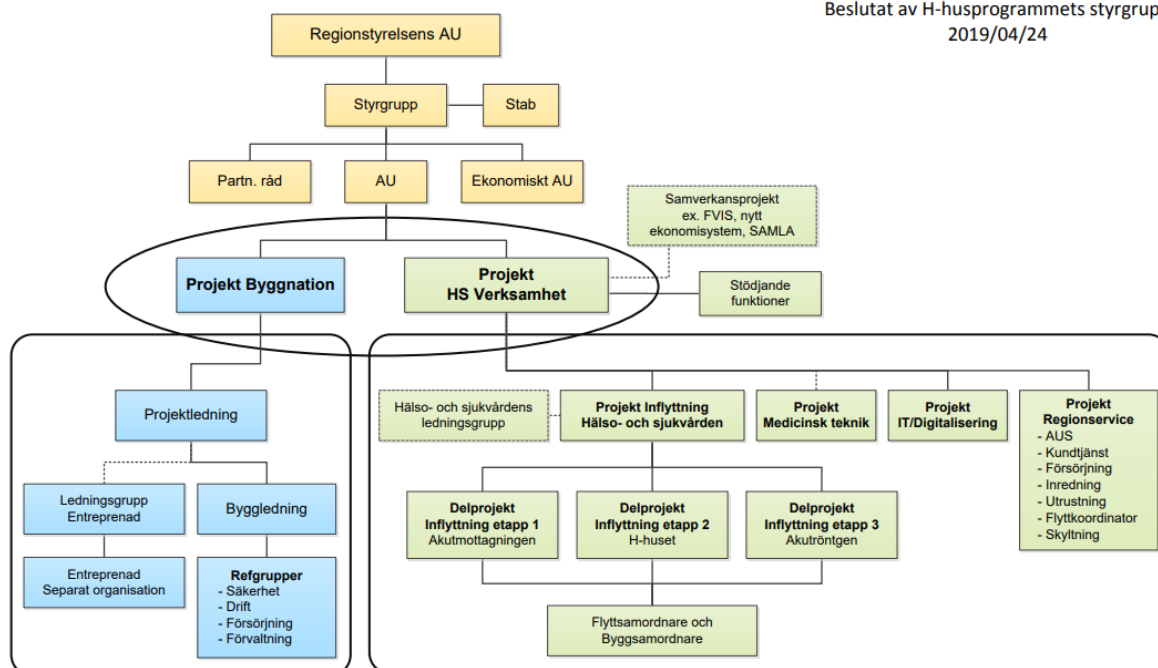 Beslutat av H-husprogrammets styrgrup
2019/04/24
Regionstyrelsens AU
Styrgrupp
Stab
Partn. råd
AU
Ekonomiskt AU
Samverkansprojekt
ex. FVIS, nytt
ekonomisystem, SAMLA
Projekt Byggnation
Projekt
HS Verksamhet
Stödjande
funktioner
Projektledning
Ledningsgrupp
Entreprenad
Byggledning
Entreprenad
Separat organisation
Refgrupper
- Säkerhet
- Drift
- Försörjning
- Förvaltning
Hälso- och sjukvårdens
ledningsgrupp
Projekt Inflyttning
Hälso- och sjukvården
Projekt
Medicinsk teknik
Projekt
IT/Digitalisering
Projekt
Regionservice
- AUS
- Kundtjänst
- Försörjning
- Inredning
- Utrustning
- Flyttkoordinator
- Skyltning
Delprojekt
Inflyttning etapp 1
Akutmottagningen
Delprojekt
Inflyttning etapp 2
H-huset
Delprojekt
Inflyttning etapp 3
Akutröntgen
Flyttsamordnare och
Byggsamordnare